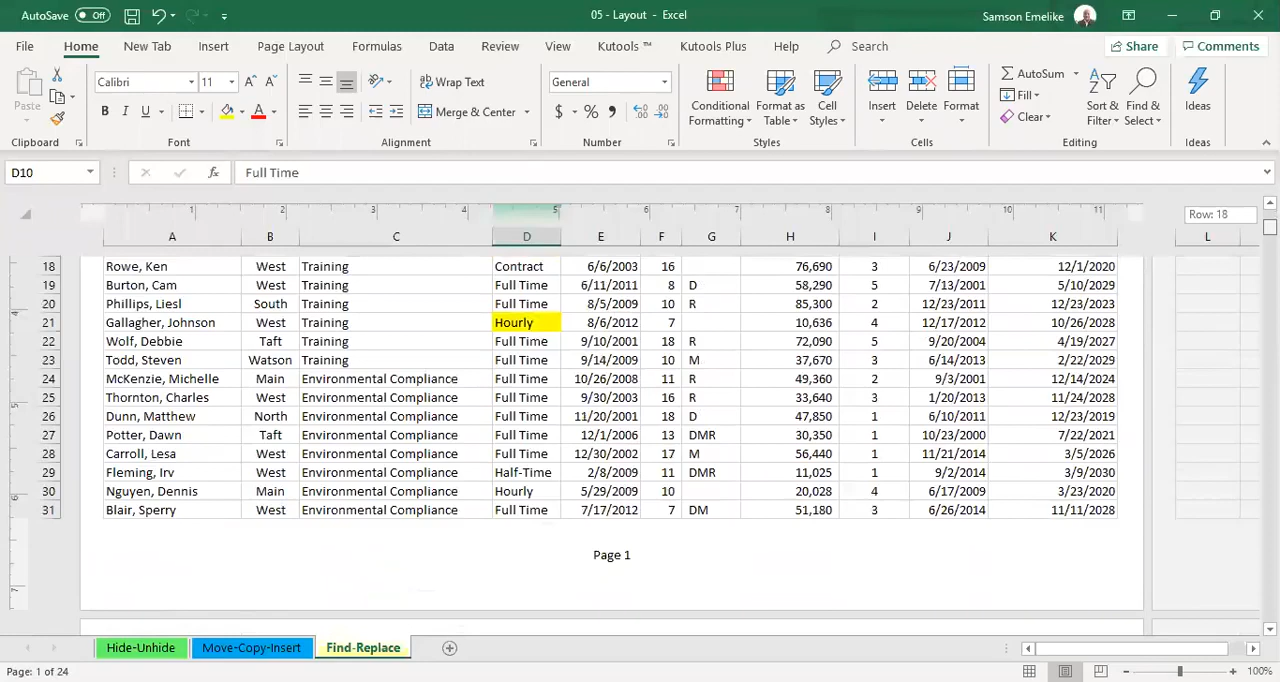 AutoSave Off 05 - Layout - Excel Samson Emelike
File Home New Tab Insert Page Layout Formulas Data Review View Kutools ™ Kutools Plus Help Search Share Comments
Paste Calibri 11 Wrap Text General Conditional Formatting Format as Table Cell Styles Insert Delete Format AutoSum Fill Clear Sort & Filter Find & Select Ideas
B I U A Merge & Center $ % ,
Clipboard Font Alignment Number Styles Cells Editing Ideas
D10 fx Full Time
1 2 3 4 5 6 7 8 9 10 11 Row: 18
A B C D E F G H I J K L
18 Rowe, Ken West Training Contract 6/6/2003 16 76,690 3 6/23/2009 12/1/2020
19 Burton, Cam West Training Full Time 6/11/2011 8 D 58,290 5 7/13/2001 5/10/2029
20 Phillips, Liesl South Training Full Time 8/5/2009 10 R 85,300 2 12/23/2011 12/23/2023
21 Gallagher, Johnson West Training Hourly 8/6/2012 7 10,636 4 12/17/2012 10/26/2028
22 Wolf, Debbie Taft Training Full Time 9/10/2001 18 R 72,090 5 9/20/2004 4/19/2027
23 Todd, Steven Watson Training Full Time 9/14/2009 10 M 37,670 3 6/14/2013 2/22/2029
24 McKenzie, Michelle Main Environmental Compliance Full Time 10/26/2008 11 R 49,360 2 9/3/2001 12/14/2024
25 Thornton, Charles West Environmental Compliance Full Time 9/30/2003 16 R 33,640 3 1/20/2013 11/24/2028
26 Dunn, Matthew North Environmental Compliance Full Time 11/20/2001 18 D 47,850 1 6/10/2011 12/23/2019
27 Potter, Dawn Taft Environmental Compliance Full Time 12/1/2006 13 DMR 30,350 1 10/23/2000 7/22/2021
28 Carroll, Lesa West Environmental Compliance Full Time 12/30/2002 17 M 56,440 1 11/21/2014 3/5/2026
29 Fleming, Irv West Environmental Compliance Half-Time 2/8/2009 11 DMR 11,025 1 9/2/2014 3/9/2030
30 Nguyen, Dennis Main Environmental Compliance Hourly 5/29/2009 10 20,028 4 6/17/2009 3/23/2020
31 Blair, Sperry West Environmental Compliance Full Time 7/17/2012 7 DM 51,180 3 6/26/2014 11/11/2028
Page 1
Hide-Unhide Move-Copy-Insert Find-Replace
Page: 1 of 24 100%